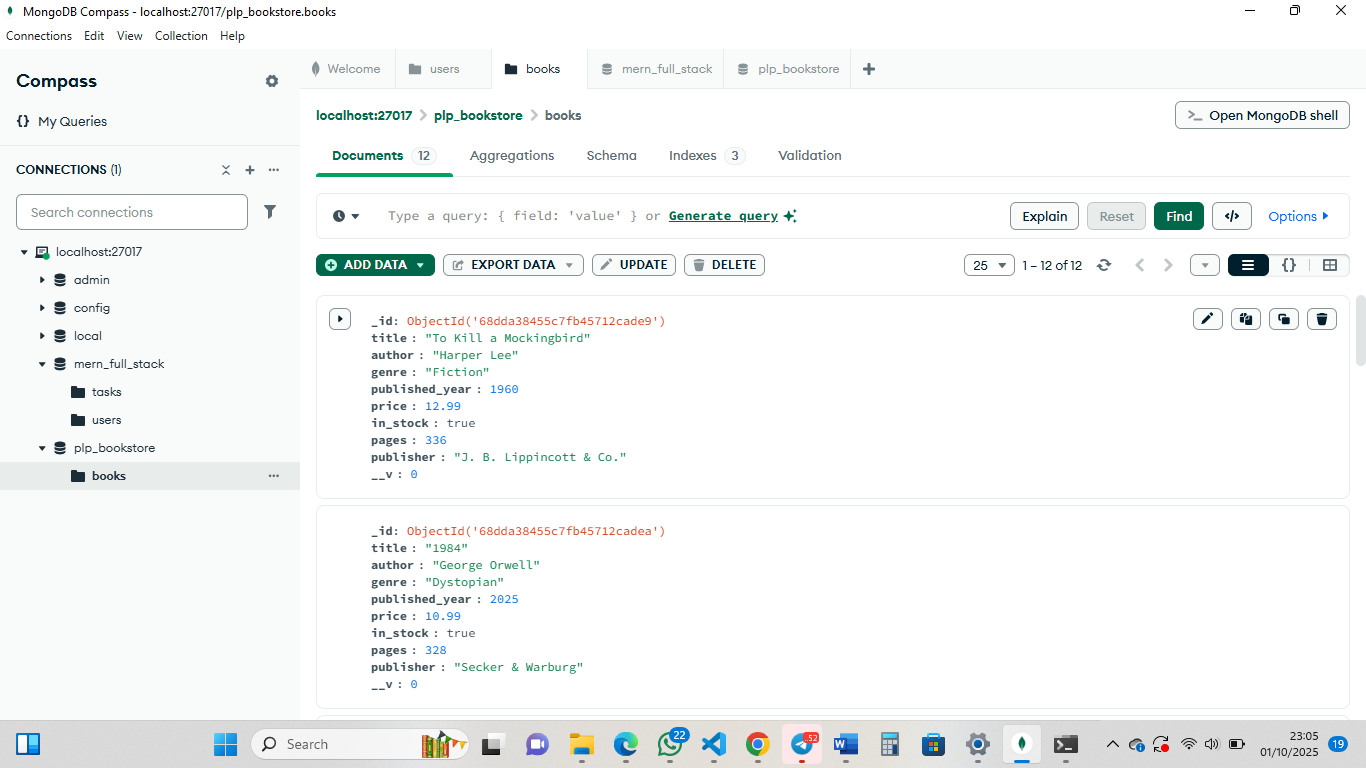 MongoDB Compass - localhost:27017/plp_bookstore.books
Connections Edit View Collection Help
Compass
My Queries
CONNECTIONS (1)
Search connections
localhost:27017
admin
config
local
mern_full_stack
tasks
users
plp_bookstore
books
Welcome users books mern_full_stack plp_bookstore
localhost:27017 > plp_bookstore > books
>_ Open MongoDB shell
Documents 12 Aggregations Schema Indexes 3 Validation
Type a query: { field: 'value' } or Generate query
Explain Reset Find </> Options
ADD DATA EXPORT DATA UPDATE DELETE
25 1 – 12 of 12 {}
_id: ObjectId('68dda38455c7fb45712cade9')
title : "To Kill a Mockingbird"
author : "Harper Lee"
genre : "Fiction"
published_year : 1960
price : 12.99
in_stock : true
pages : 336
publisher : "J. B. Lippincott & Co."
__v : 0
_id: ObjectId('68dda38455c7fb45712cadea')
title : "1984"
author : "George Orwell"
genre : "Dystopian"
published_year : 2025
price : 10.99
in_stock : true
pages : 328
publisher : "Secker & Warburg"
__v : 0
Search
22
52
23:05
01/10/2025
19